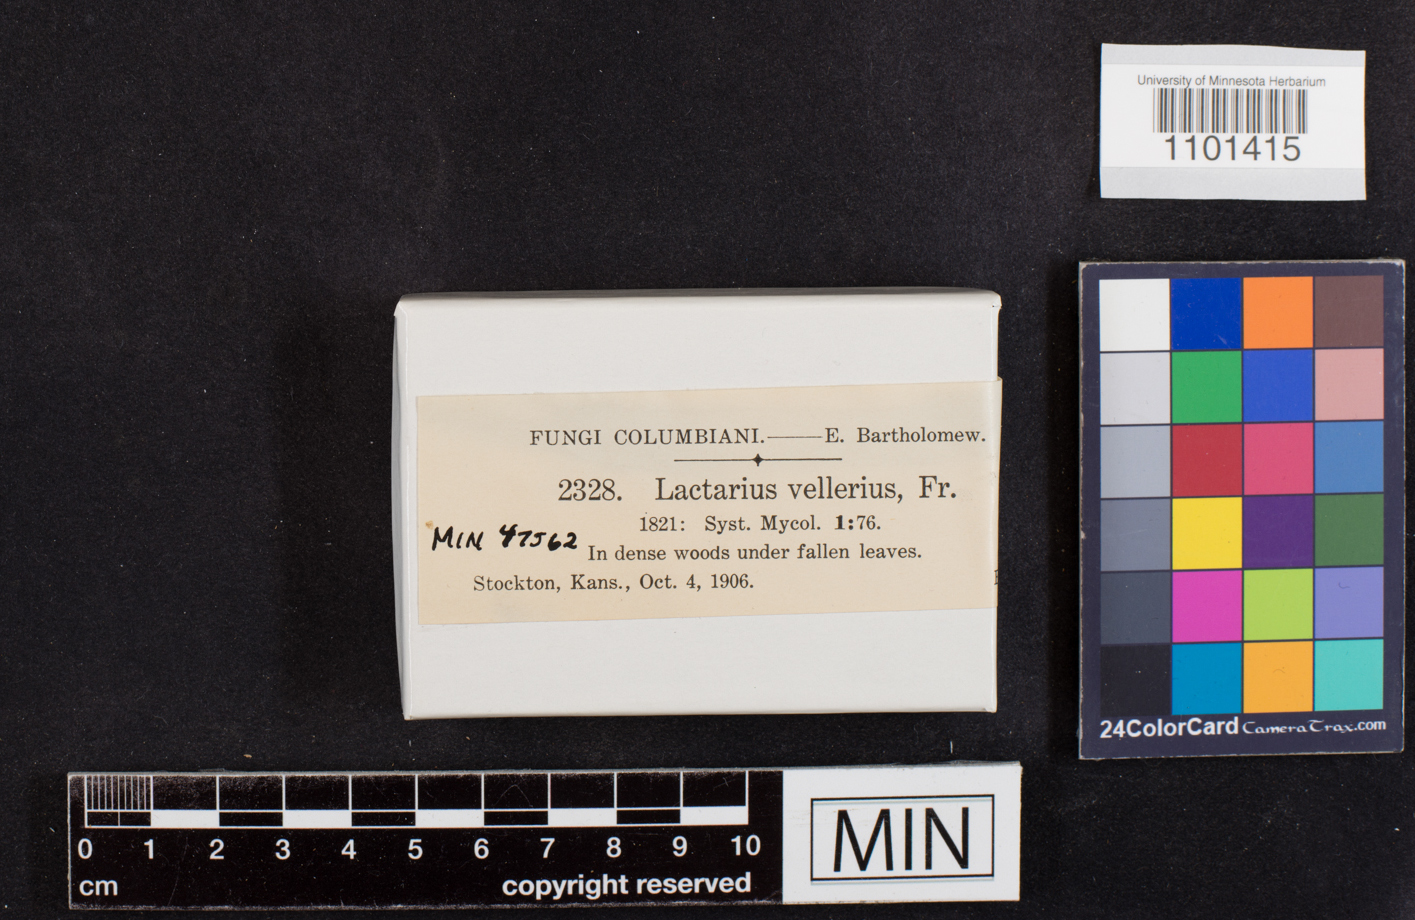 University of Minnesota Herbarium
1101415
FUNGI COLUMBIANI.——E. Bartholomew.
2328. Lactarius vellerius, Fr.
1821: Syst. Mycol. 1:76.
MIN 47562
In dense woods under fallen leaves.
Stockton, Kans., Oct. 4, 1906.
24ColorCard CameraTrax.com
0 1 2 3 4 5 6 7 8 9 10
cm
copyright reserved
MIN